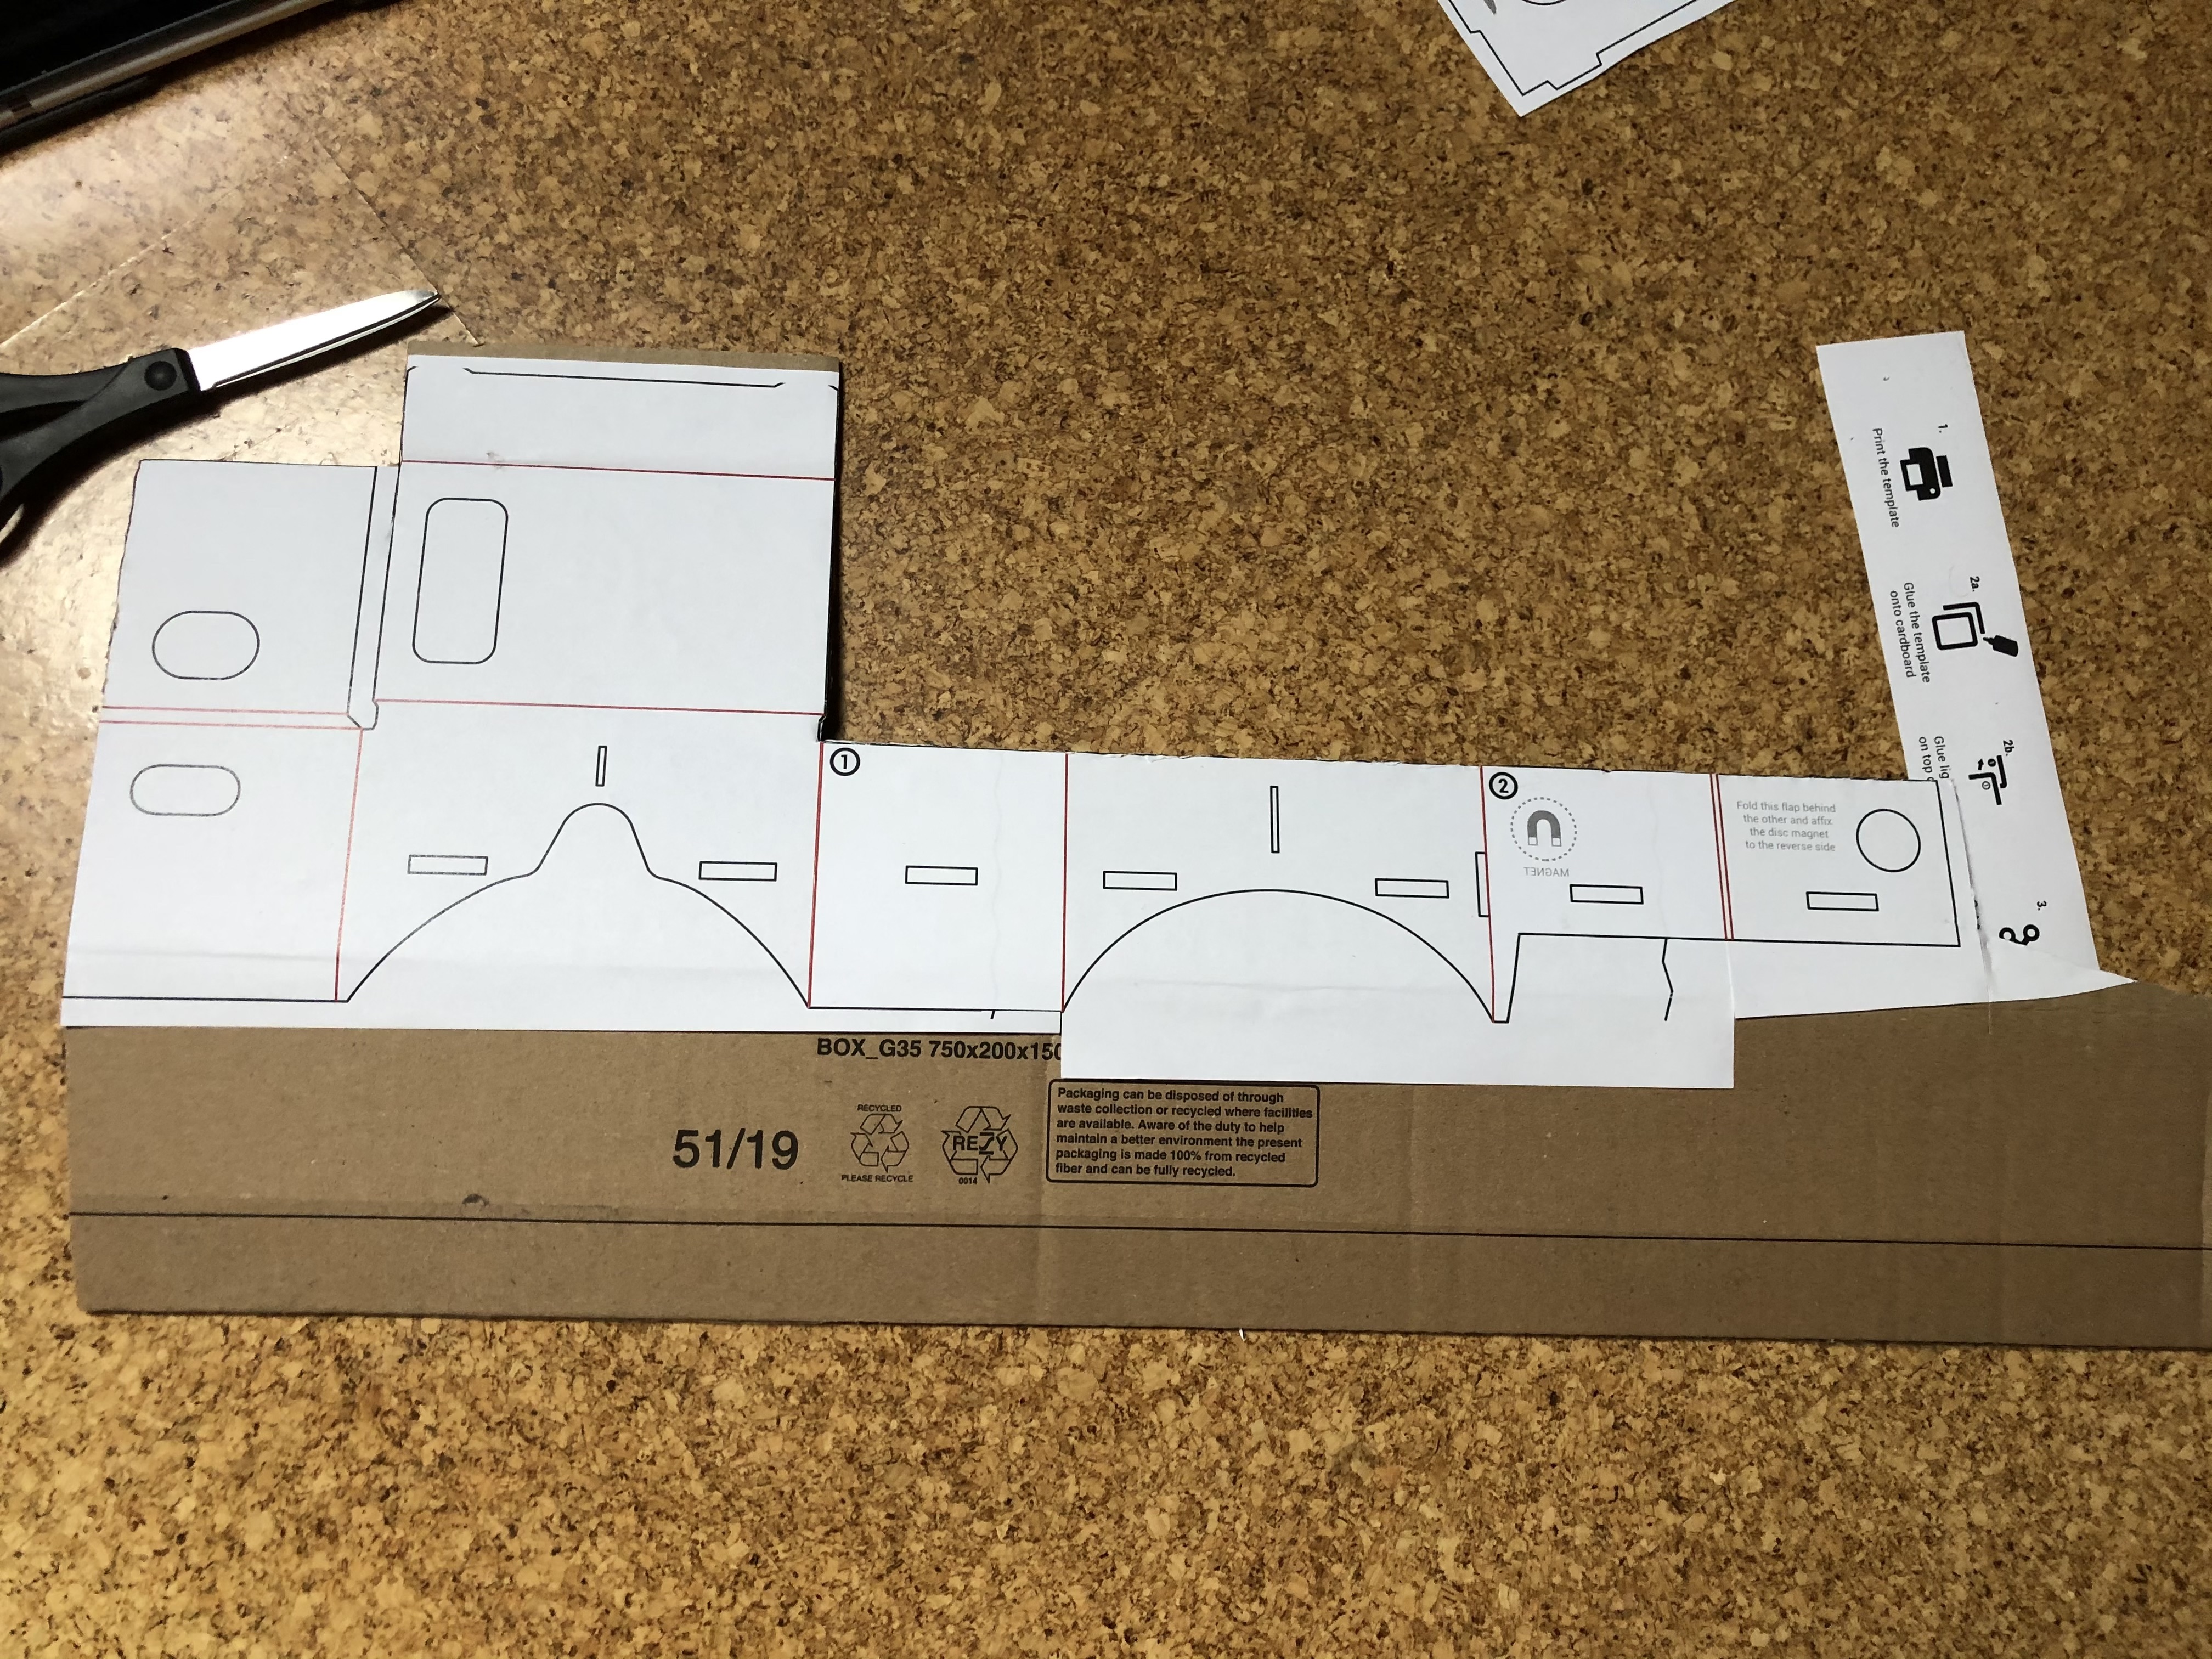 1.
Print the template
2a.
Glue the template
onto cardboard
2b.
Glue
on top
3.
1
2
MAGNET
Fold this flap behind
the other and affix
the disc magnet
to the reverse side
BOX_G35 750x200x150
51/19
RECYCLED
PLEASE RECYCLE
REZY
0014
Packaging can be disposed of through
waste collection or recycled where facilities
are available. Aware of the duty to help
maintain a better environment the present
packaging is made 100% from recycled
fiber and can be fully recycled.